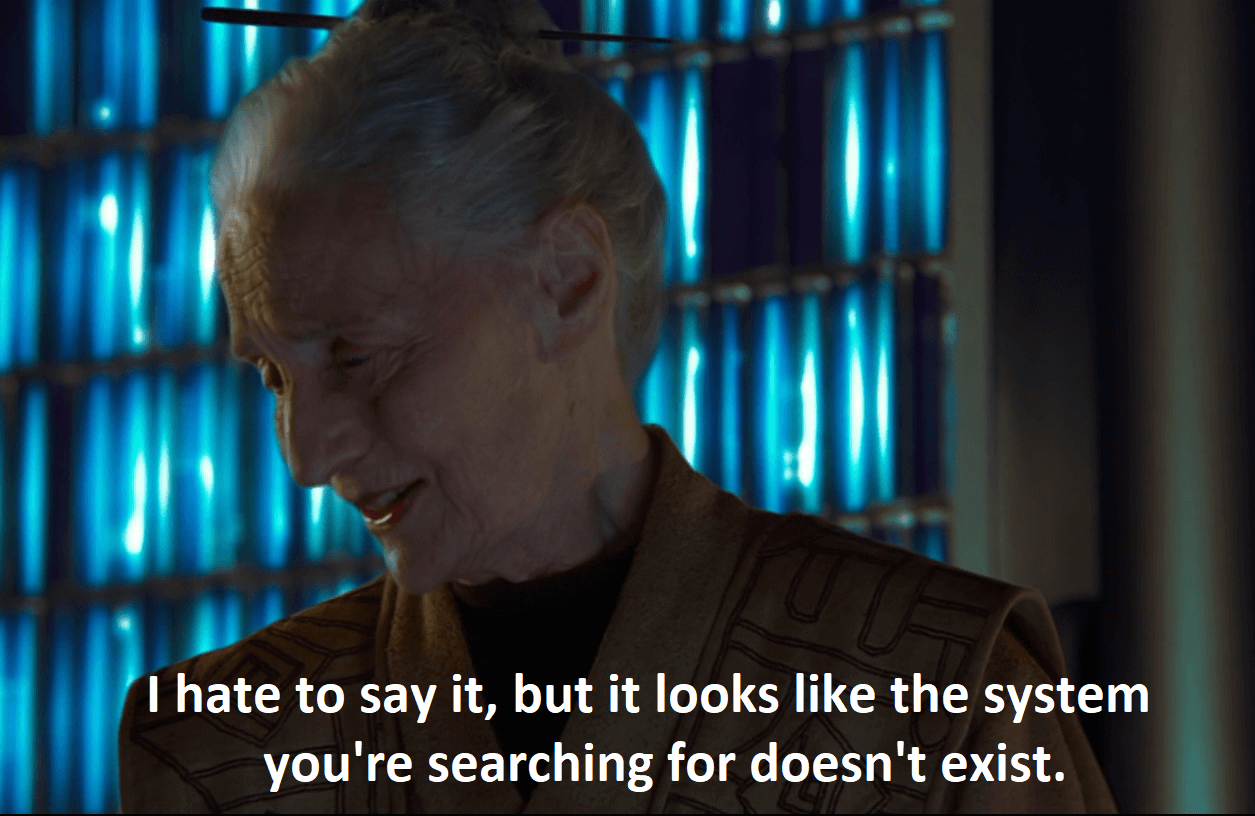 I hate to say it, but it looks like the system
you're searching for doesn't exist.